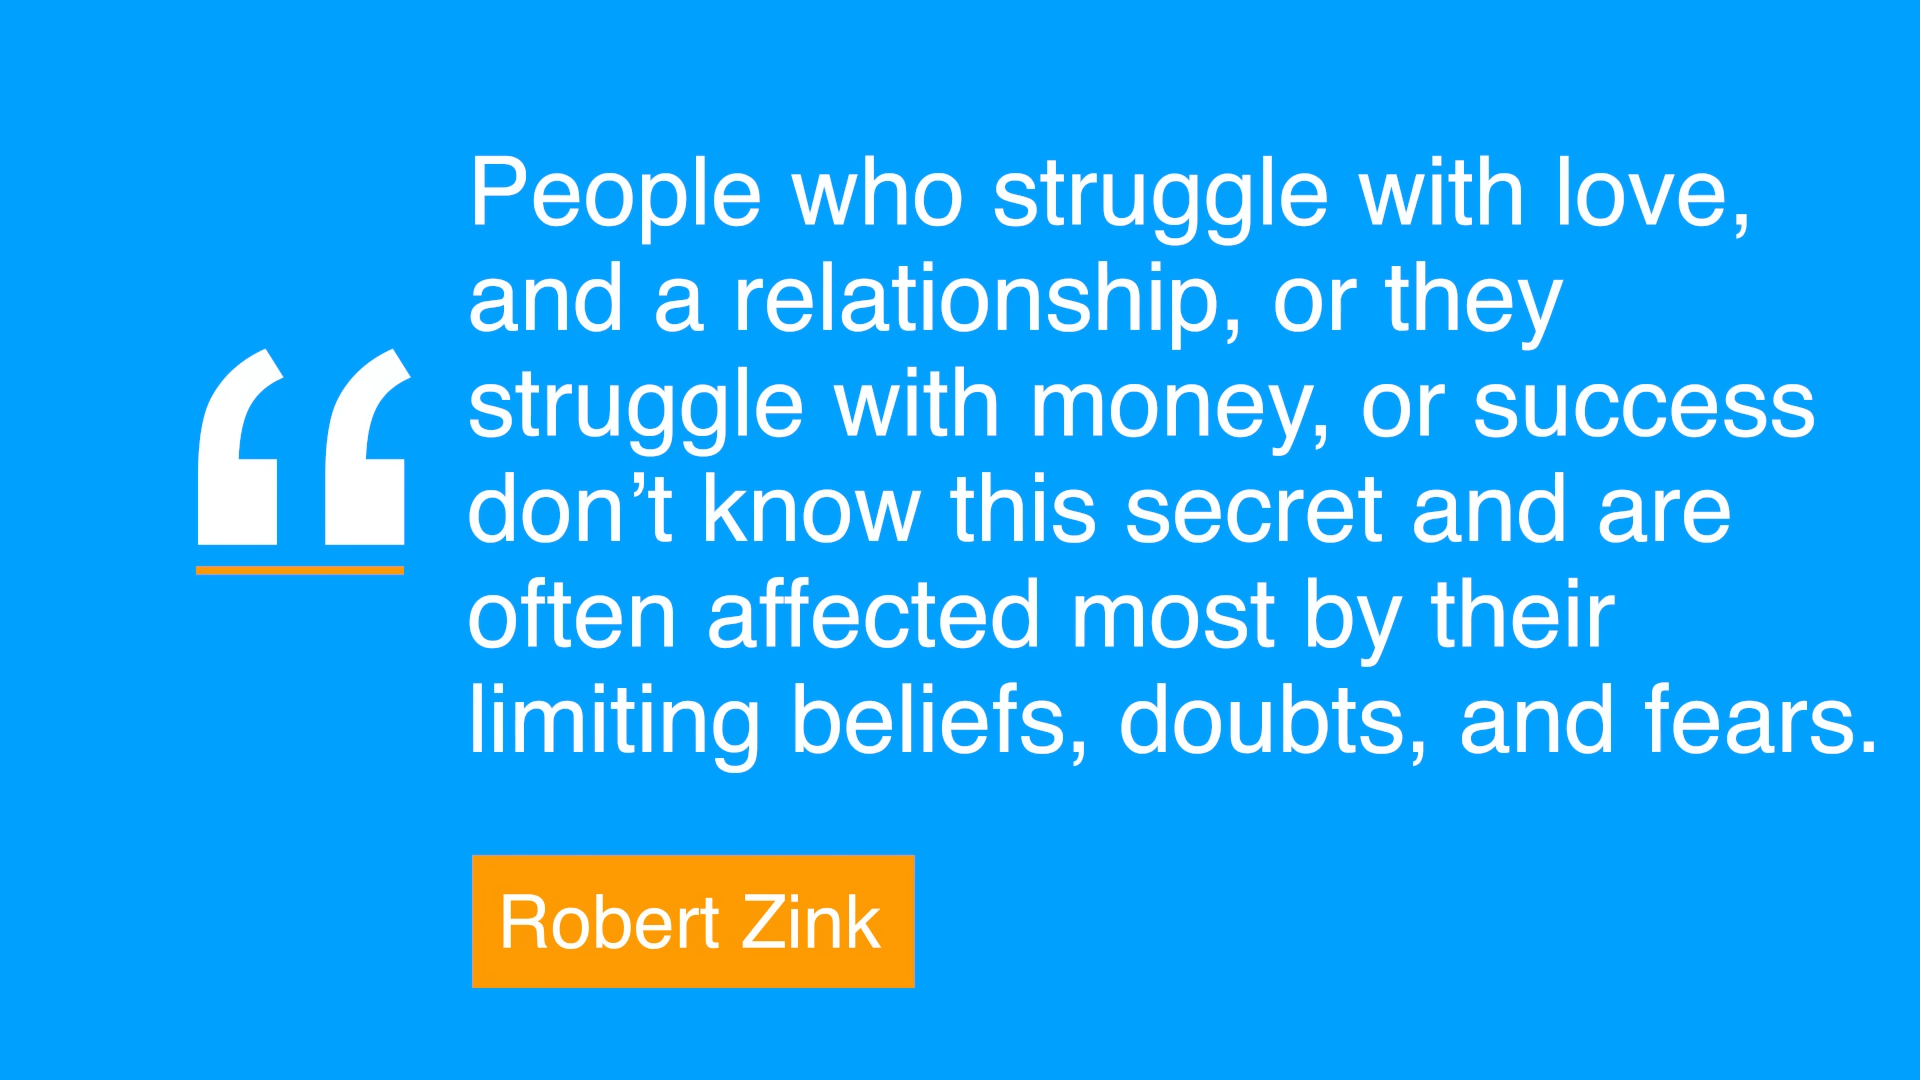 “
People who struggle with love,
and a relationship, or they
struggle with money, or success
don’t know this secret and are
often affected most by their
limiting beliefs, doubts, and fears.
Robert Zink